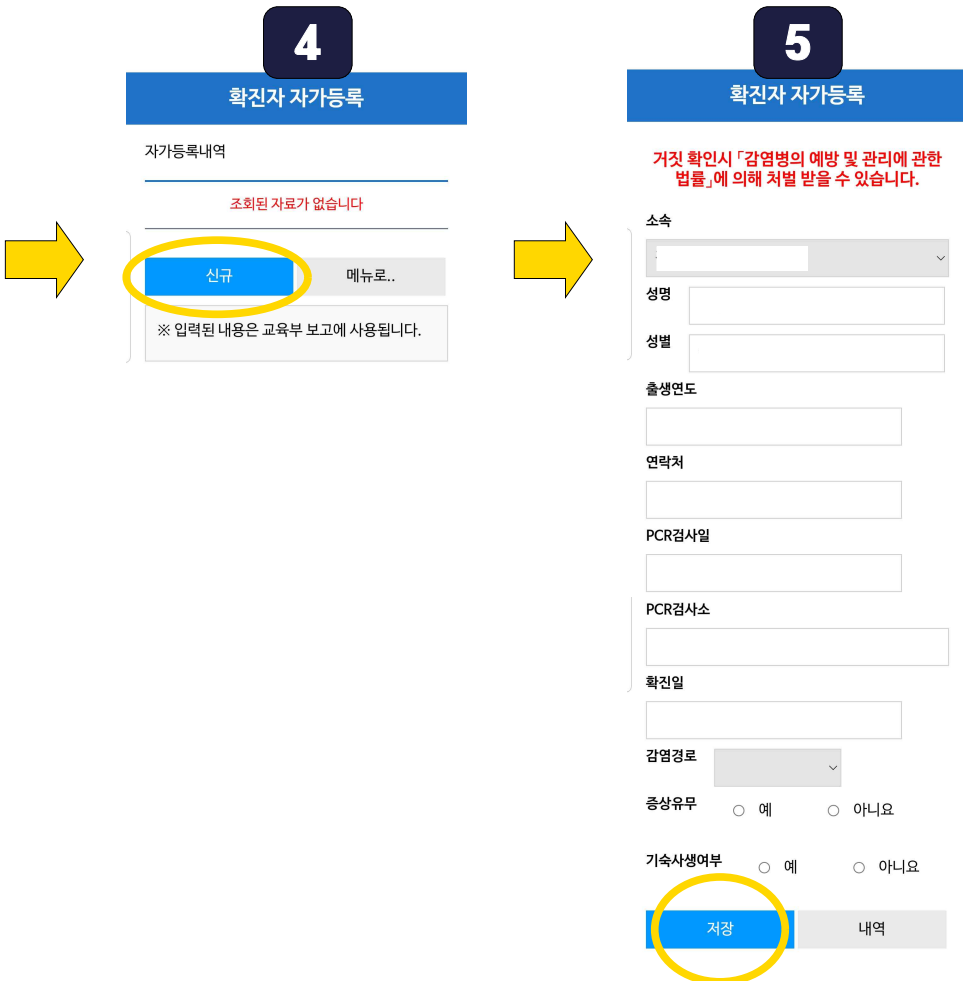 4
확진자 자가등록
자가등록내역
조회된 자료가 없습니다
신규
메뉴로..
※ 입력된 내용은 교육부 보고에 사용됩니다.
5
확진자 자가등록
거짓 확인시 「감염병의 예방 및 관리에 관한
법률」에 의해 처벌 받을 수 있습니다.
소속
성명
성별
출생연도
연락처
PCR검사일
PCR검사소
확진일
감염경로
증상유무 예 아니요
기숙사생여부 예 아니요
저장 내역